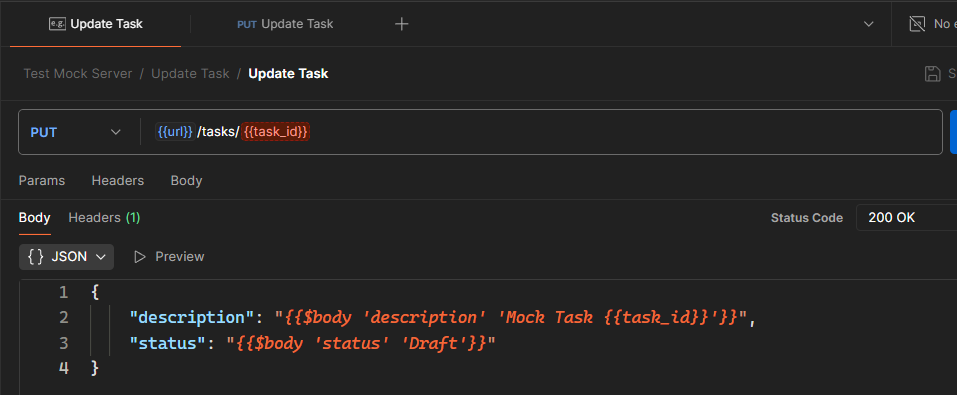 e.g. Update Task PUT Update Task + No
Test Mock Server / Update Task / Update Task S
PUT {{url}} /tasks/ {{task_id}}
Params Headers Body
Body Headers (1) Status Code 200 OK
{} JSON Preview
1 {
2 "description": "{{$body 'description' 'Mock Task {{task_id}}'}}",
3 "status": "{{$body 'status' 'Draft'}}"
4 }